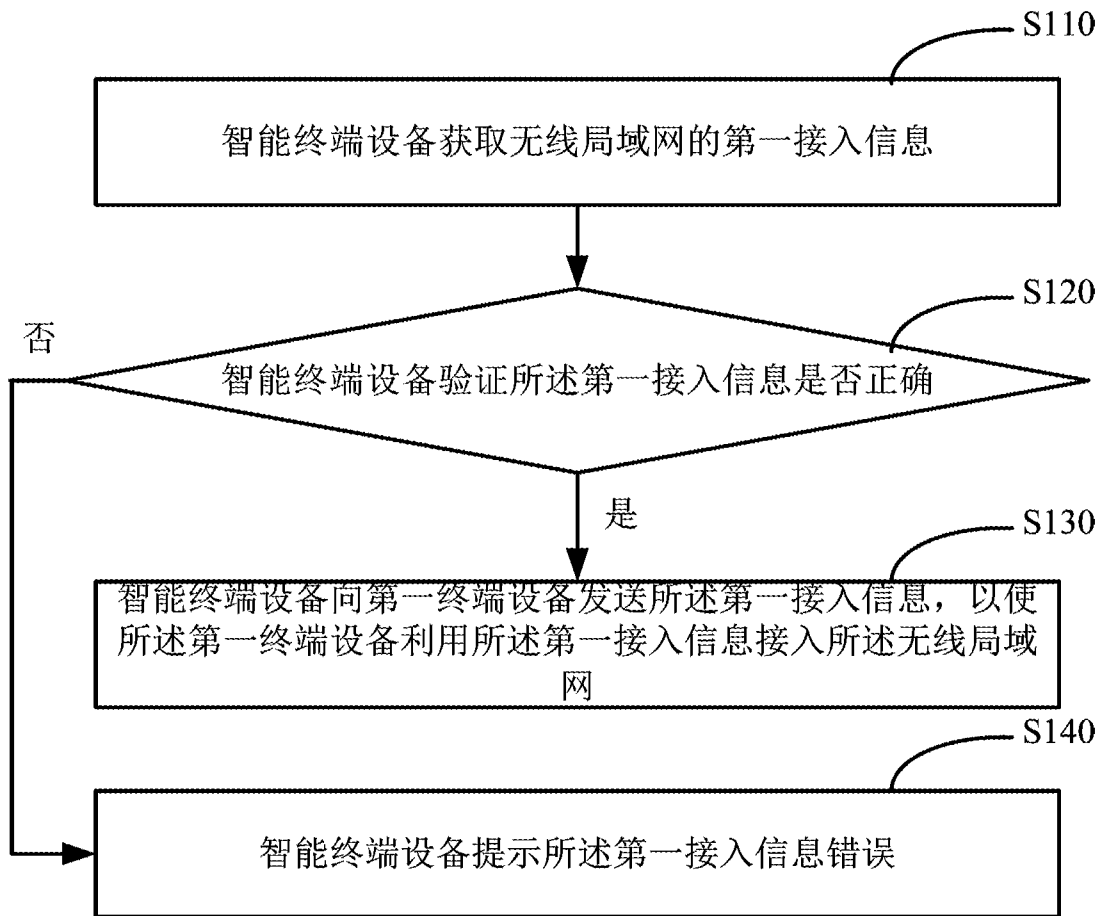 S110
智能终端设备获取无线局域网的第一接入信息
S120
否
智能终端设备验证所述第一接入信息是否正确
是
S130
智能终端设备向第一终端设备发送所述第一接入信息，以使
所述第一终端设备利用所述第一接入信息接入所述无线局域
网
S140
智能终端设备提示所述第一接入信息错误